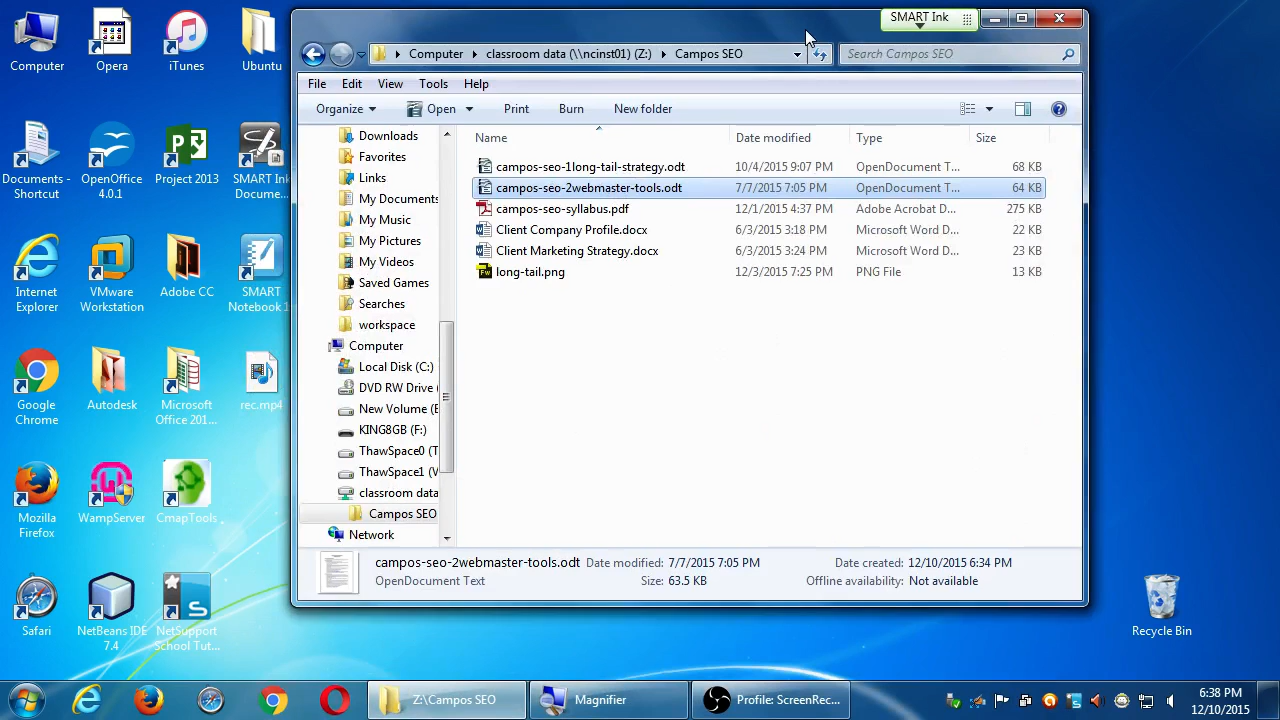 Computer
Opera
iTunes
Ubuntu
Documents - Shortcut
OpenOffice 4.0.1
Project 2013
SMART Ink Docume...
Internet Explorer
VMware Workstation
Adobe CC
SMART Notebook 1
Google Chrome
Autodesk
Microsoft Office 201...
rec.mp4
Mozilla Firefox
WampServer
CmapTools
Safari
NetBeans IDE 7.4
NetSupport School Tut...
SMART Ink
Computer classroom data (\\ncinst01) (Z:) Campos SEO
Search Campos SEO
File Edit View Tools Help
Organize Open Print Burn New folder
Downloads
Favorites
Links
My Documents
My Music
My Pictures
My Videos
Saved Games
Searches
workspace
Computer
Local Disk (C:)
DVD RW Drive (
New Volume (E
KING8GB (F:)
ThawSpace0 (T
ThawSpace1 (V
classroom data
Campos SEO
Network
Name Date modified Type Size
campos-seo-1long-tail-strategy.odt 10/4/2015 9:07 PM OpenDocument T... 68 KB
campos-seo-2webmaster-tools.odt 7/7/2015 7:05 PM OpenDocument T... 64 KB
campos-seo-syllabus.pdf 12/1/2015 4:37 PM Adobe Acrobat D... 275 KB
Client Company Profile.docx 6/3/2015 3:18 PM Microsoft Word D... 22 KB
Client Marketing Strategy.docx 6/3/2015 3:24 PM Microsoft Word D... 23 KB
long-tail.png 12/3/2015 7:25 PM PNG File 13 KB
campos-seo-2webmaster-tools.odt Date modified: 7/7/2015 7:05 PM Date created: 12/10/2015 6:34 PM
OpenDocument Text Size: 63.5 KB Offline availability: Not available
Recycle Bin
Z:\Campos SEO
Magnifier
Profile: ScreenRec...
6:38 PM
12/10/2015